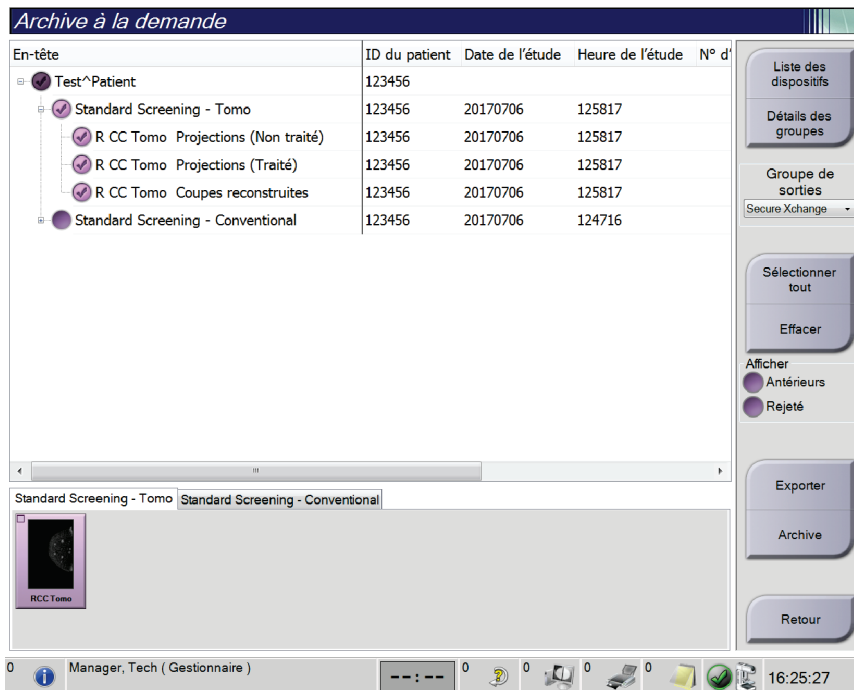 Archive à la demande
En-tête ID du patient Date de l'étude Heure de l'étude N° d'
Test^Patient 123456
Standard Screening - Tomo 123456 20170706 125817
R CC Tomo Projections (Non traité) 123456 20170706 125817
R CC Tomo Projections (Traité) 123456 20170706 125817
R CC Tomo Coupes reconstruites 123456 20170706 125817
Standard Screening - Conventional 123456 20170706 124716
Liste des
dispositifs
Détails des
groupes
Groupe de
sorties
Secure Xchange
Sélectionner
tout
Effacer
Afficher
Antérieurs
Rejeté
Exporter
Archive
Retour
Standard Screening - Tomo Standard Screening - Conventional
RCC Tomo
0 Manager, Tech ( Gestionnaire ) --:-- 0 0 0 0 16:25:27